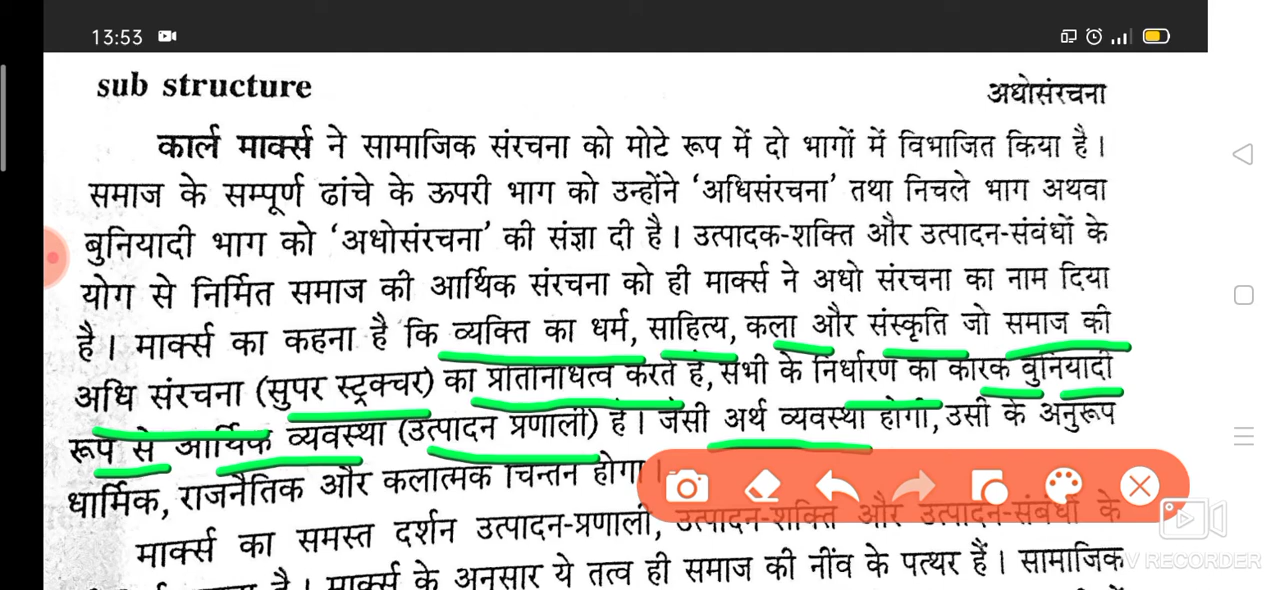 13:53
sub structure
अधोसंरचना
कार्ल मार्क्स ने सामाजिक संरचना को मोटे रूप में दो भागों में विभाजित किया है।
समाज के सम्पूर्ण ढांचे के ऊपरी भाग को उन्होंने ‘अधिसंरचना’ तथा निचले भाग अथवा
बुनियादी भाग को ‘अधोसंरचना’ की संज्ञा दी है। उत्पादक-शक्ति और उत्पादन-संबंधों के
योग से निर्मित समाज की आर्थिक संरचना को ही मार्क्स ने अधो संरचना का नाम दिया
है। मार्क्स का कहना है कि व्यक्ति का धर्म, साहित्य, कला और संस्कृति जो समाज की
अधि संरचना (सुपर स्ट्रक्चर) का प्रतिनिधित्व करते हैं, सभी के निर्धारण का कारक बुनियादी
रूप से आर्थिक व्यवस्था (उत्पादन प्रणाली) है। जैसी अर्थ व्यवस्था होगी, उसी के अनुरूप
धार्मिक, राजनैतिक और कलात्मक चिन्तन होगा।
मार्क्स का समस्त दर्शन उत्पादन-प्रणाली, उत्पादन-शक्ति और उत्पादन-संबंधों के
है। मार्क्स के अनुसार ये तत्व ही समाज की नींव के पत्थर हैं। सामाजिक
V RECORDER